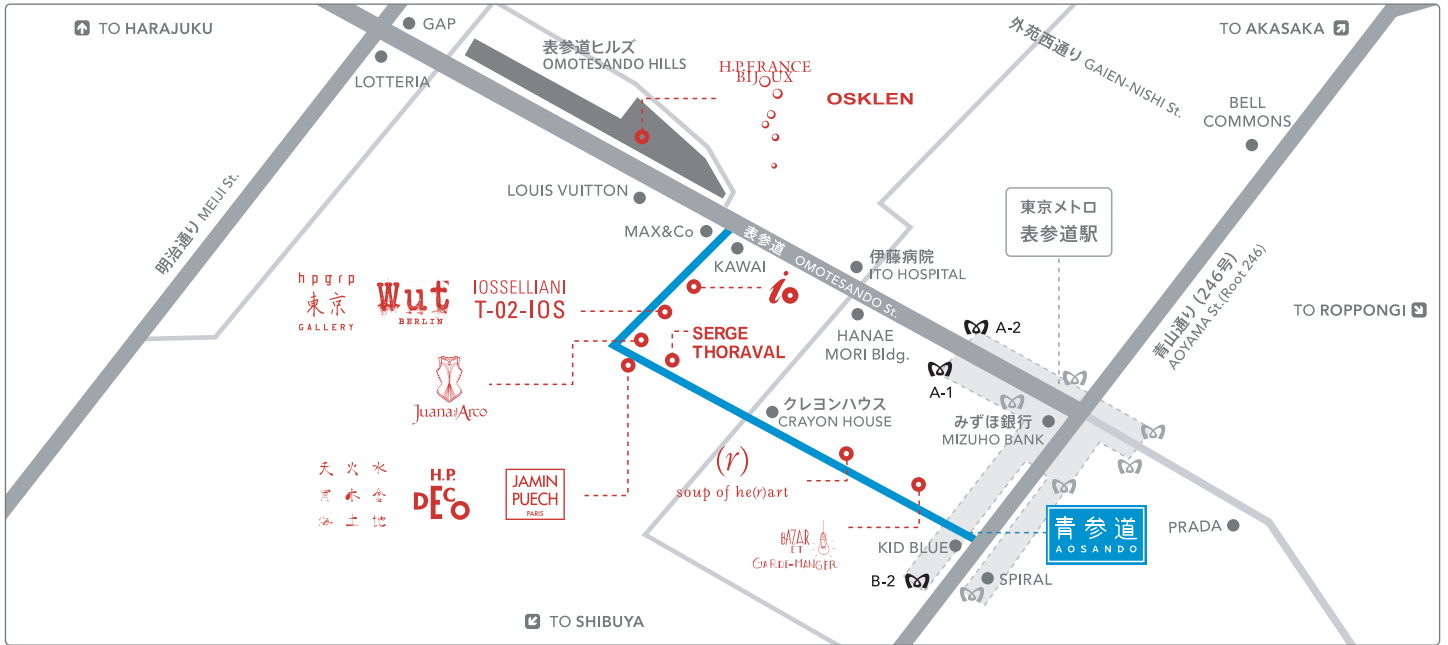 TO HARAJUKU
GAP
LOTTERIA
表参道ヒルズ
OMOTESANDO HILLS
H.P.FRANCE
BIJOUX
OSKLEN
外苑西通り GAIEN-NISHI St.
TO AKASAKA
BELL
COMMONS
明治通り MEIJI St.
LOUIS VUITTON
MAX&Co
KAWAI
表参道 OMOTESANDO St.
伊藤病院
ITO HOSPITAL
東京メトロ
表参道駅
青山通り (246号)
AOYAMA St.(Root 246)
TO ROPPONGI
hpgrp
東京
GALLERY
Wut
BERLIN
IOSSELLIANI
T-02-IOS
io
SERGE
THORAVAL
HANAE
MORI Bldg.
A-2
A-1
Juana de Arco
クレヨンハウス
CRAYON HOUSE
みずほ銀行
MIZUHO BANK
天 火 水
冥 木 金
海 土 地
H.P.
DECO
JAMIN
PUECH
PARIS
(r)
soup of he(r)art
BAZAR
ET
GARDE-MANGER
KID BLUE
青参道
AOSANDO
PRADA
B-2
SPIRAL
TO SHIBUYA